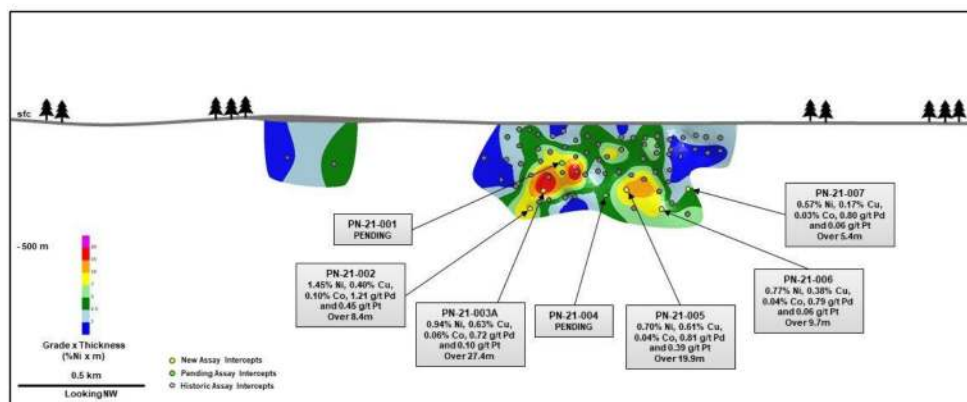 sfc
PN-21-007
0.57% Ni, 0.17% Cu,
0.03% Co, 0.80 g/t Pd
and 0.06 g/t Pt
Over 5.4m
PN-21-001
PENDING
-500 m
PN-21-002
1.45% Ni, 0.40% Cu,
0.10% Co, 1.21 g/t Pd
and 0.45 g/t Pt
Over 8.4m
PN-21-003A
0.94% Ni, 0.63% Cu,
0.06% Co, 0.72 g/t Pd
and 0.10 g/t Pt
Over 27.4m
PN-21-004
PENDING
PN-21-005
0.70% Ni, 0.61% Cu,
0.04% Co, 0.81 g/t Pd
and 0.39 g/t Pt
Over 19.9m
PN-21-006
0.77% Ni, 0.38% Cu,
0.04% Co, 0.79 g/t Pd
and 0.06 g/t Pt
Over 9.7m
Grade x Thickness
(%Ni x m)
0.5 km
Looking NW
New Assay Intercepts
Pending Assay Intercepts
Historic Assay Intercepts